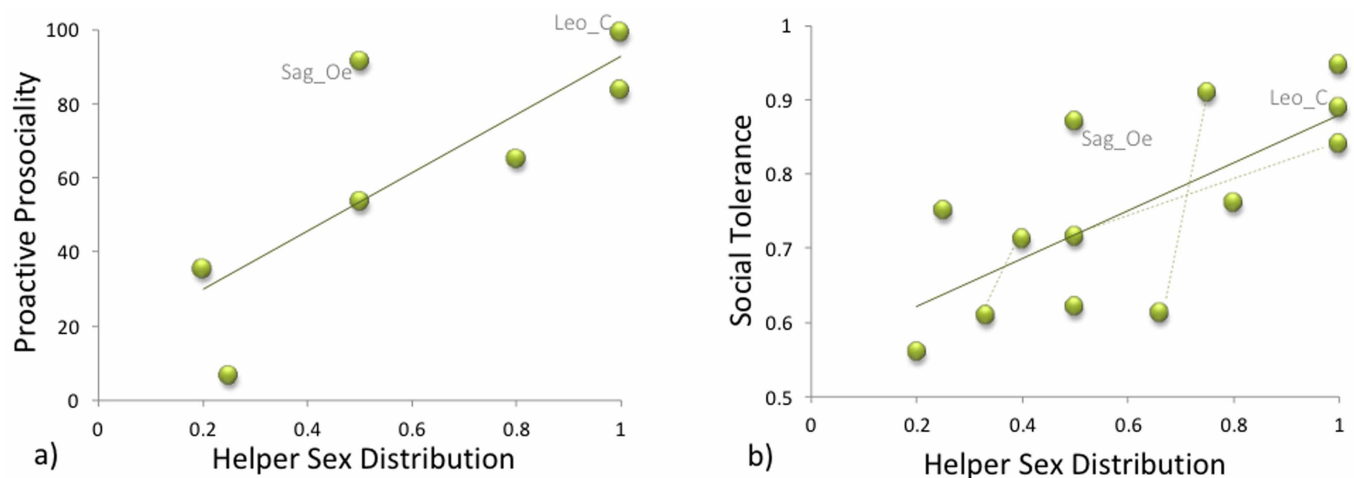 Proactive Prosociality
100
80
60
40
20
0
0
0.2
0.4
0.6
0.8
1
Sag_Oe
Leo_C
Helper Sex Distribution
a)
Social Tolerance
1
0.9
0.8
0.7
0.6
0.5
0
0.2
0.4
0.6
0.8
1
Sag_Oe
Leo_C
Helper Sex Distribution
b)